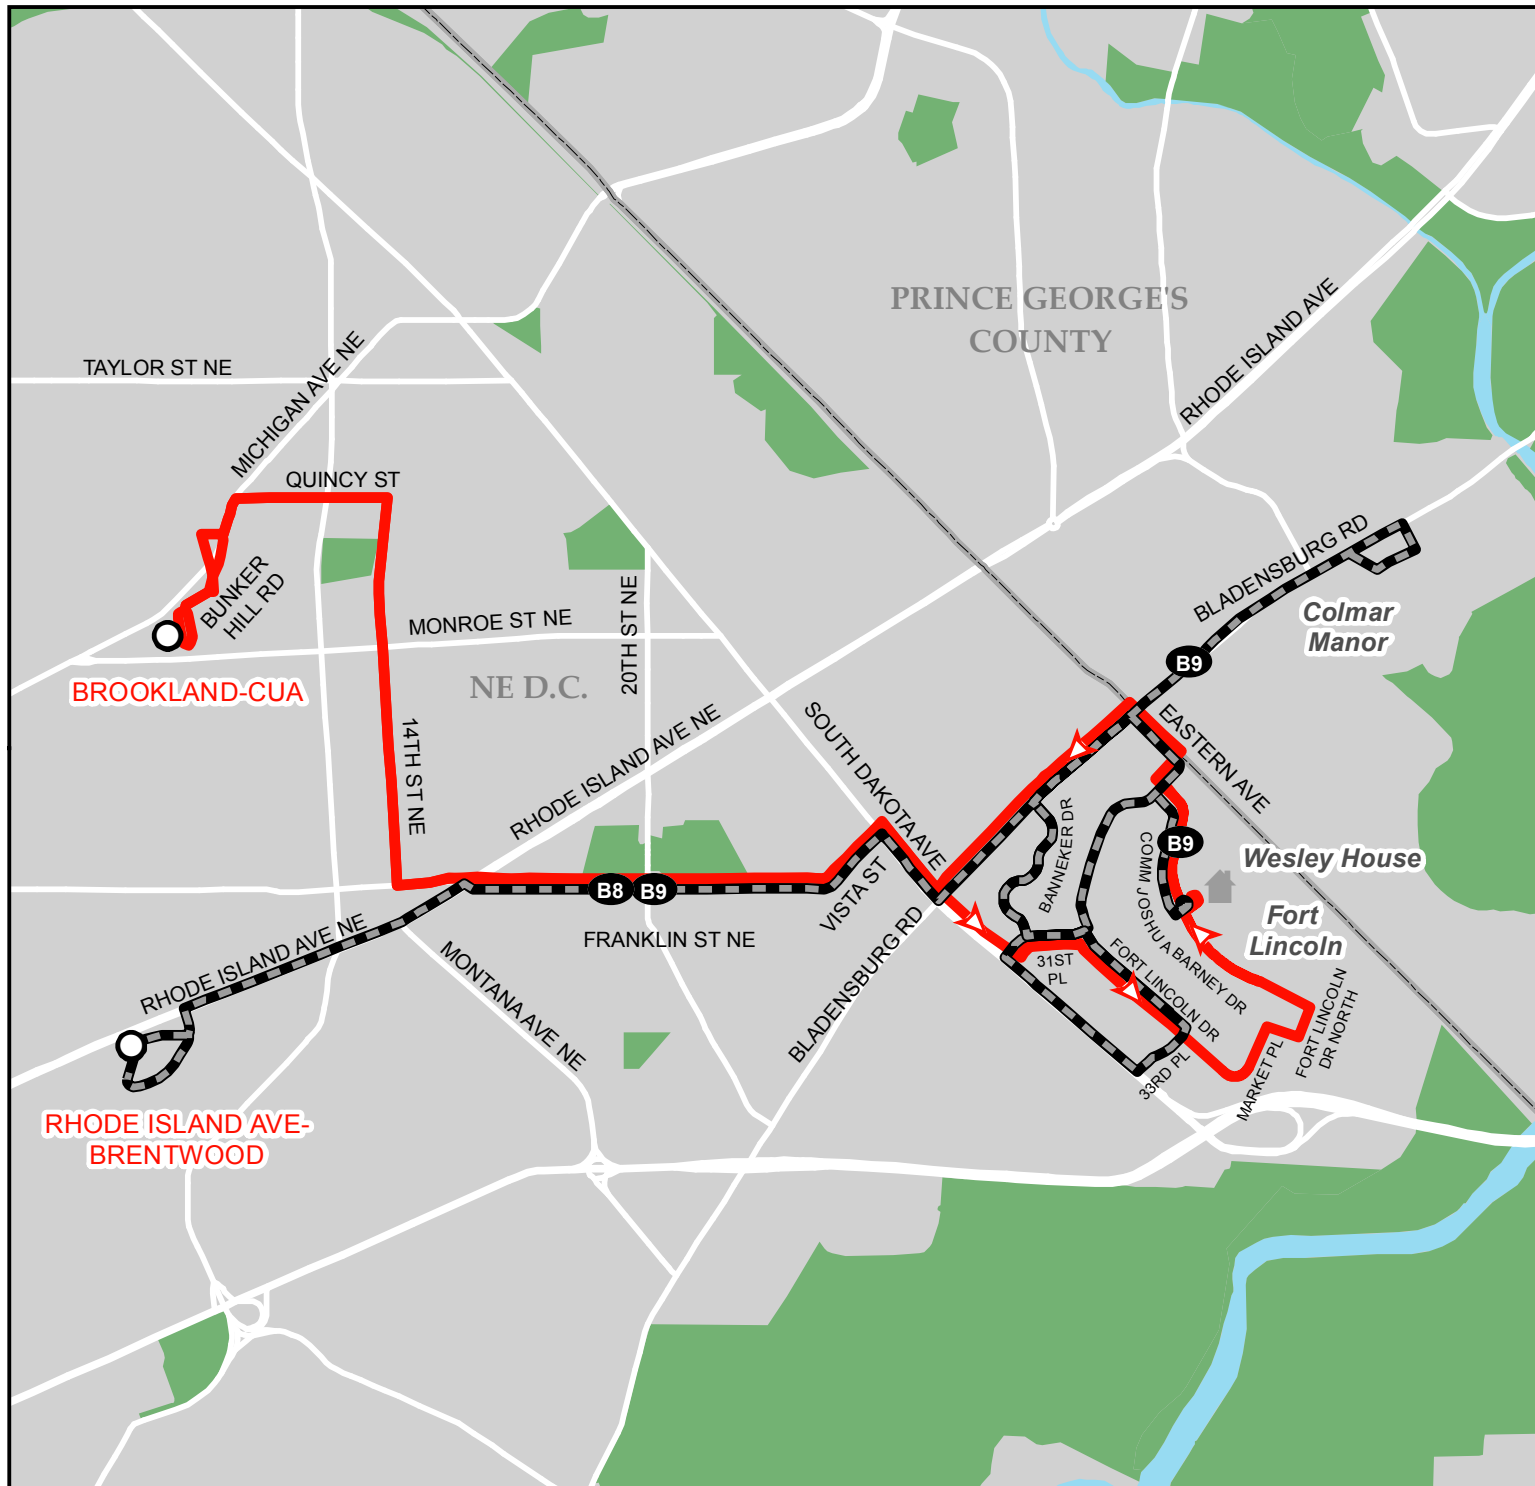 PRINCE GEORGE'S
COUNTY
RHODE ISLAND AVE
TAYLOR ST NE
MICHIGAN AVE NE
QUINCY ST
BLADENSBURG RD
BUNKER
HILL RD
Colmar
Manor
MONROE ST NE
20TH ST NE
B9
BROOKLAND-CUA
NE D.C.
14TH ST NE
RHODE ISLAND AVE NE
SOUTH DAKOTA AVE
EASTERN AVE
BANNEKER DR
B9
COMM JOSHUA BARNEY DR
Wesley House
B8
B9
VISTA ST
Fort
Lincoln
FRANKLIN ST NE
RHODE ISLAND AVE NE
MONTANA AVE NE
BLADENSBURG RD
31ST
PL
FORT LINCOLN DR
FORT LINCOLN
DR NORTH
33RD PL
MARKET PL
RHODE ISLAND AVE-
BRENTWOOD